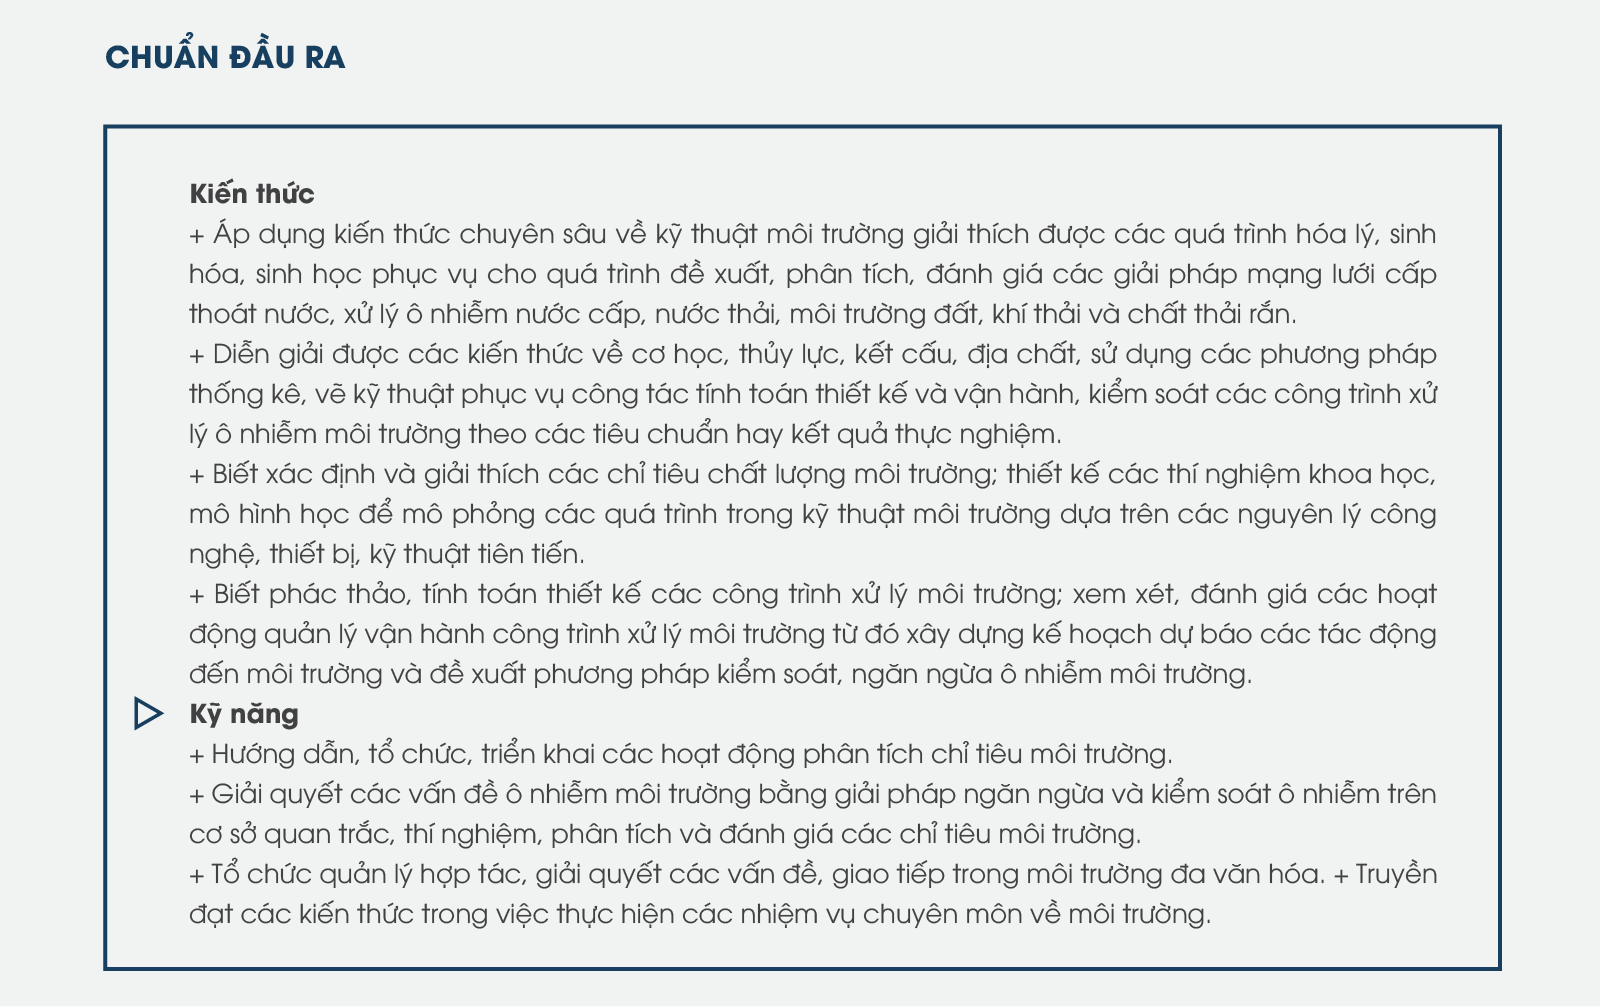 CHUẨN ĐẦU RA
Kiến thức
+ Áp dụng kiến thức chuyên sâu về kỹ thuật môi trường giải thích được các quá trình hóa lý, sinh
hóa, sinh học phục vụ cho quá trình đề xuất, phân tích, đánh giá các giải pháp mạng lưới cấp
thoát nước, xử lý ô nhiễm nước cấp, nước thải, môi trường đất, khí thải và chất thải rắn.
+ Diễn giải được các kiến thức về cơ học, thủy lực, kết cấu, địa chất, sử dụng các phương pháp
thống kê, vẽ kỹ thuật phục vụ công tác tính toán thiết kế và vận hành, kiểm soát các công trình xử
lý ô nhiễm môi trường theo các tiêu chuẩn hay kết quả thực nghiệm.
+ Biết xác định và giải thích các chỉ tiêu chất lượng môi trường; thiết kế các thí nghiệm khoa học,
mô hình học để mô phỏng các quá trình trong kỹ thuật môi trường dựa trên các nguyên lý công
nghệ, thiết bị, kỹ thuật tiên tiến.
+ Biết phác thảo, tính toán thiết kế các công trình xử lý môi trường; xem xét, đánh giá các hoạt
động quản lý vận hành công trình xử lý môi trường từ đó xây dựng kế hoạch dự báo các tác động
đến môi trường và đề xuất phương pháp kiểm soát, ngăn ngừa ô nhiễm môi trường.
Kỹ năng
+ Hướng dẫn, tổ chức, triển khai các hoạt động phân tích chỉ tiêu môi trường.
+ Giải quyết các vấn đề ô nhiễm môi trường bằng giải pháp ngăn ngừa và kiểm soát ô nhiễm trên
cơ sở quan trắc, thí nghiệm, phân tích và đánh giá các chỉ tiêu môi trường.
+ Tổ chức quản lý hợp tác, giải quyết các vấn đề, giao tiếp trong môi trường đa văn hóa. + Truyền
đạt các kiến thức trong việc thực hiện các nhiệm vụ chuyên môn về môi trường.